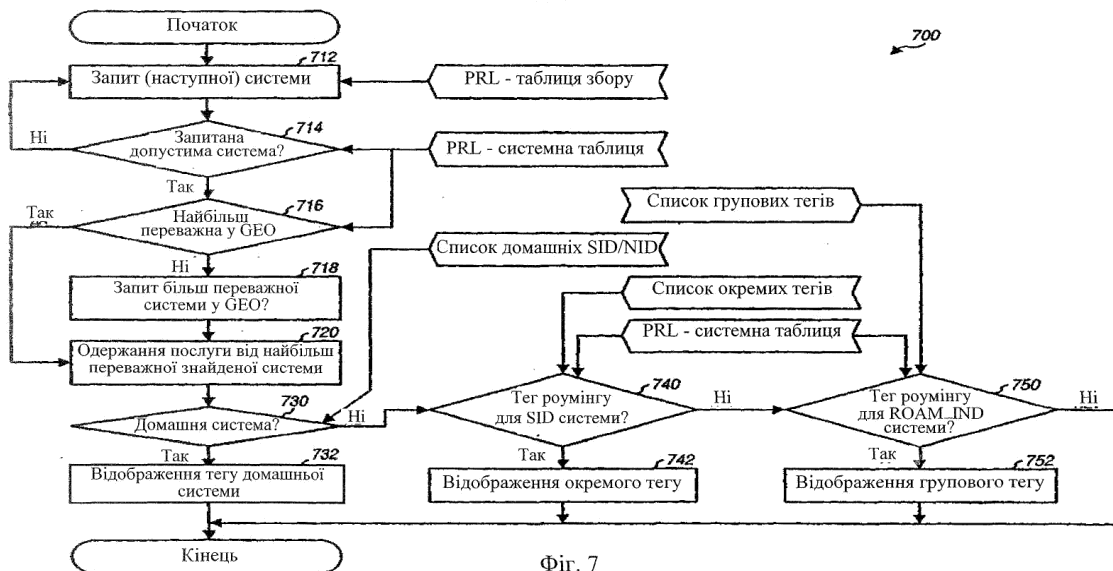 Початок
700
712
Запит (наступної) системи
PRL - таблиця збору
Ні
714
Запитана
допустима система?
PRL - системна таблиця
Так
Так
716
Найбільш
переважна у GEO
Список групових тегів
Список домашніх SID/NID
Ні
718
Запит більш переважної
системи у GEO?
Список окремих тегів
720
PRL - системна таблиця
Одержання послуги від найбільш
переважної знайденої системи
730
Домашня система?
Ні
740
Тег роумінгу
для SID системи?
Ні
750
Тег роумінгу
для ROAM_IND
системи?
Ні
Так
732
Відображення тегу домашньої
системи
Так
742
Відображення окремого тегу
Так
752
Відображення групового тегу
Кінець
Фіг. 7